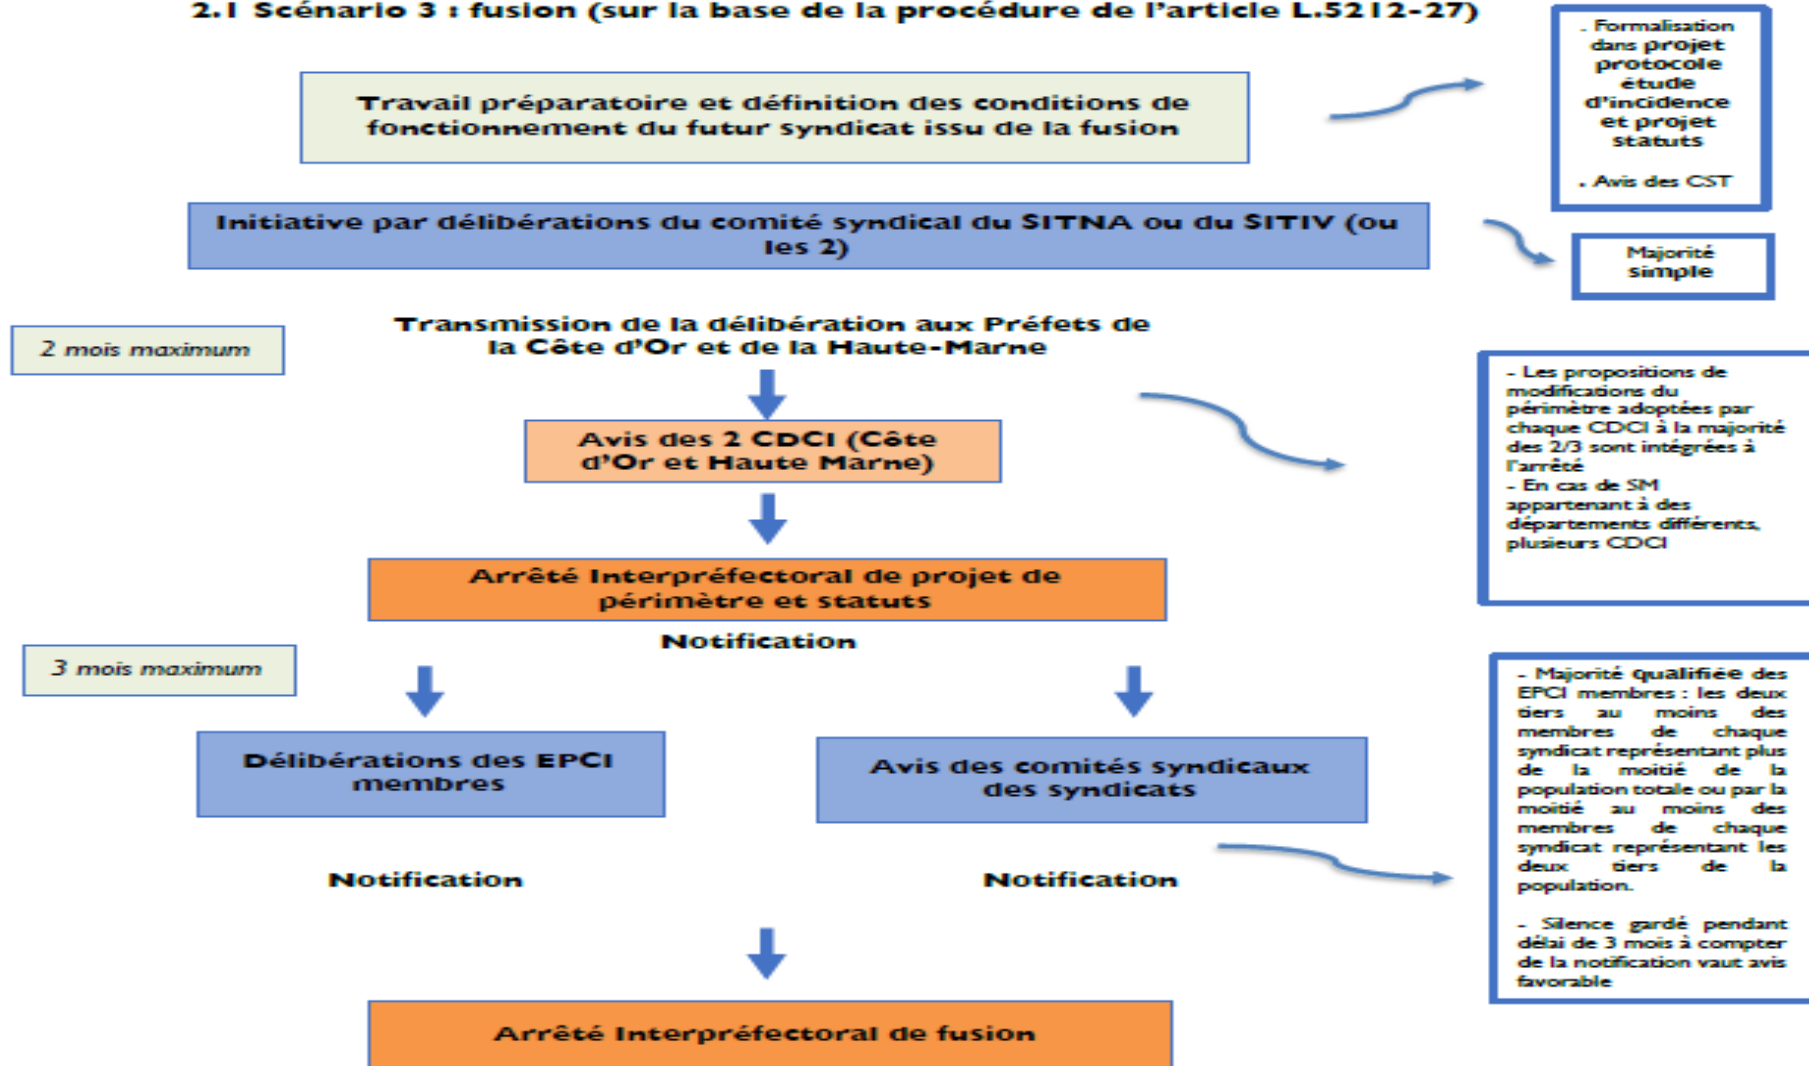 2.1 Scénario 3 : fusion (sur la base de la procédure de l'article L.5212-27)
Travail préparatoire et définition des conditions de
fonctionnement du futur syndicat issu de la fusion
. Formalisation
dans projet
protocole
étude
d'incidence
et projet
statuts
. Avis des CST
Initiative par délibérations du comité syndical du SITNA ou du SITIV (ou
les 2)
Majorité
simple
2 mois maximum
Transmission de la délibération aux Préfets de
la Côte d'Or et de la Haute-Marne
Avis des 2 CDCI (Côte
d'Or et Haute Marne)
- Les propositions de
modifications du
périmètre adoptées par
chaque CDCI à la majorité
des 2/3 sont intégrées à
l'arrêté
- En cas de SM
appartenant à des
départements différents,
plusieurs CDCI
Arrêté Interpréfectoral de projet de
périmètre et statuts
Notification
3 mois maximum
Délibérations des EPCI
membres
Avis des comités syndicaux
des syndicats
- Majorité qualifiée des
EPCI membres : les deux
tiers au moins des
membres de chaque
syndicat représentant plus
de la moitié de la
population totale ou par la
moitié au moins des
membres de chaque
syndicat représentant les
deux tiers de la
population.
- Silence gardé pendant
délai de 3 mois à compter
de la notification vaut avis
favorable
Notification
Notification
Arrêté Interpréfectoral de fusion